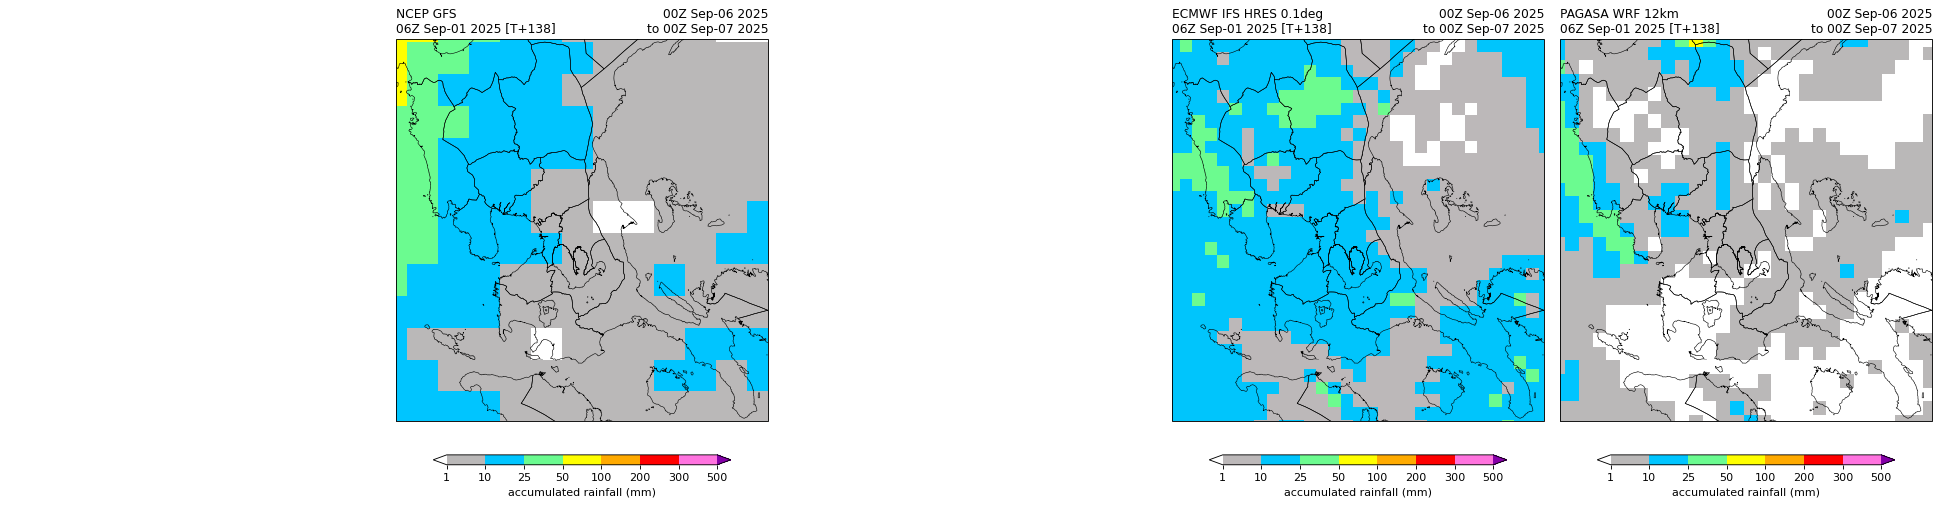 NCEP GFS 00Z Sep-06 2025
06Z Sep-01 2025 [T+138] to 00Z Sep-07 2025
ECMWF IFS HRES 0.1deg 00Z Sep-06 2025
06Z Sep-01 2025 [T+138] to 00Z Sep-07 2025
PAGASA WRF 12km 00Z Sep-06 2025
06Z Sep-01 2025 [T+138] to 00Z Sep-07 2025
1 10 25 50 100 200 300 500
accumulated rainfall (mm)
1 10 25 50 100 200 300 500
accumulated rainfall (mm)
1 10 25 50 100 200 300 500
accumulated rainfall (mm)